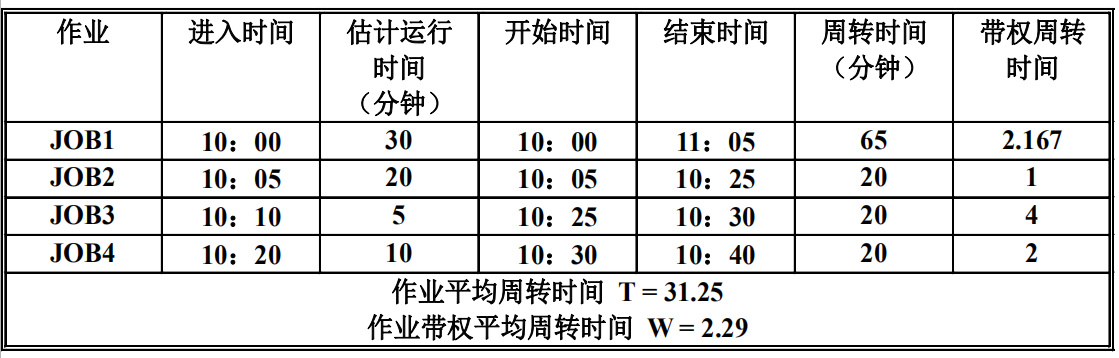 作业 进入时间 估计运行时间（分钟） 开始时间 结束时间 周转时间（分钟） 带权周转时间
JOB1 10：00 30 10：00 11：05 65 2.167
JOB2 10：05 20 10：05 10：25 20 1
JOB3 10：10 5 10：25 10：30 20 4
JOB4 10：20 10 10：30 10：40 20 2
作业平均周转时间 T = 31.25
作业带权平均周转时间 W = 2.29